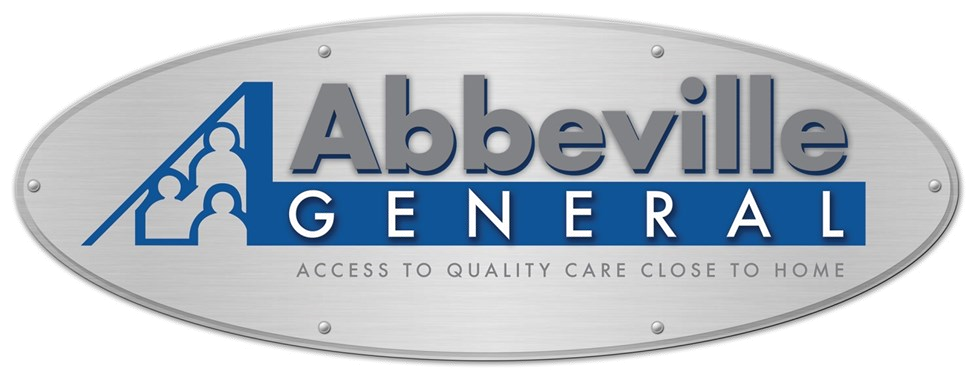 Abbeville
GENERAL
ACCESS TO QUALITY CARE CLOSE TO HOME